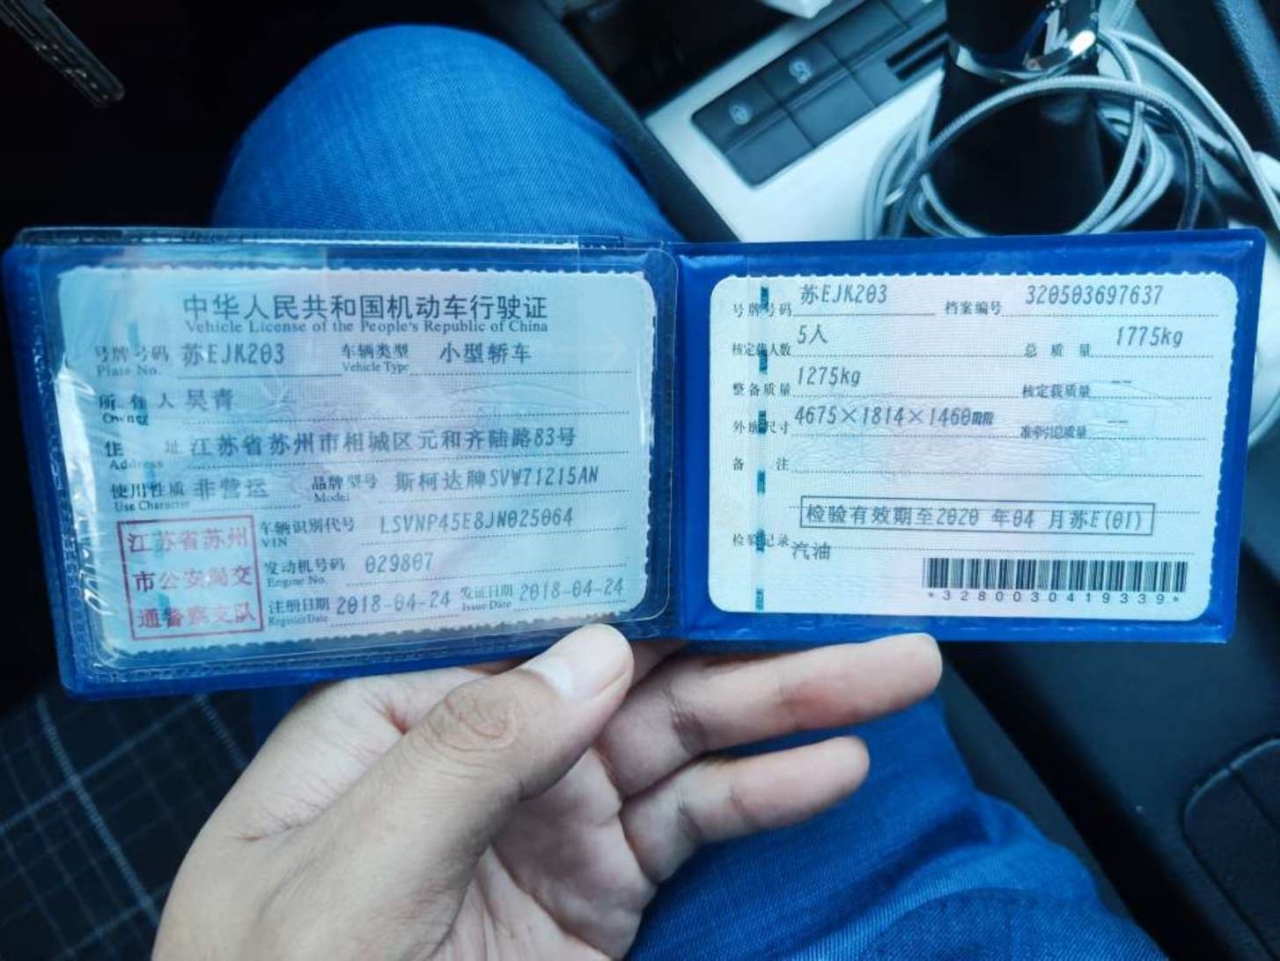 中华人民共和国机动车行驶证
Vehicle License of the People's Republic of China
号牌号码 苏EJK203 车辆类型 小型轿车
Plate No. Vehicle Type
所有人 吴青
Owner
住址 江苏省苏州市相城区元和齐陆路83号
Address
使用性质 非营运 品牌型号 斯柯达牌SVW71215AN
Use Character Model
江苏省苏州
市公安局交
通警察支队
车辆识别代号 LSVNP45E8JN025064
VIN
发动机号码 029807
Engine No.
注册日期 2018-04-24 发证日期 2018-04-24
Register Date Issue Date
号牌号码 苏EJK203 档案编号 320503697637
核定载人数 5人 总质量 1775kg
整备质量 1275kg 核定载质量 --
外廓尺寸 4675×1814×1460mm 准牵引总质量 --
备注
检验有效期至2020 年04 月苏E(01)
检验记录 汽油
*3280030419339*